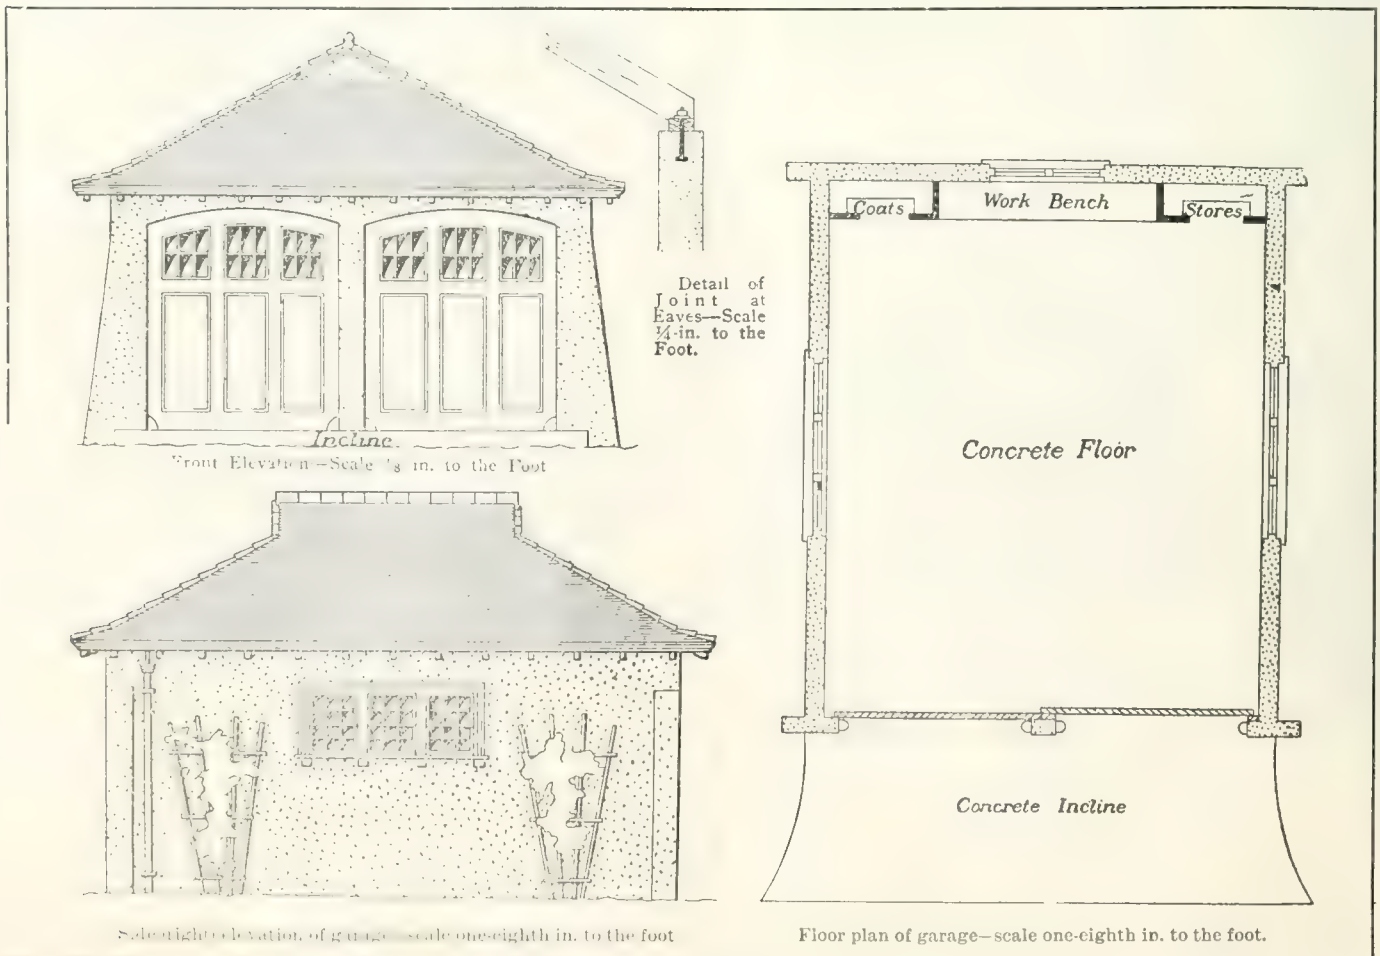 Detail of
Joint at
Eaves—Scale
¼-in. to the
Foot.
Incline
Front Elevation—Scale ⅛ in. to the Foot
Coats
Work Bench
Stores
Concrete Floor
Concrete Incline
elevation of garage—scale one-eighth in. to the foot
Floor plan of garage—scale one-eighth in. to the foot.